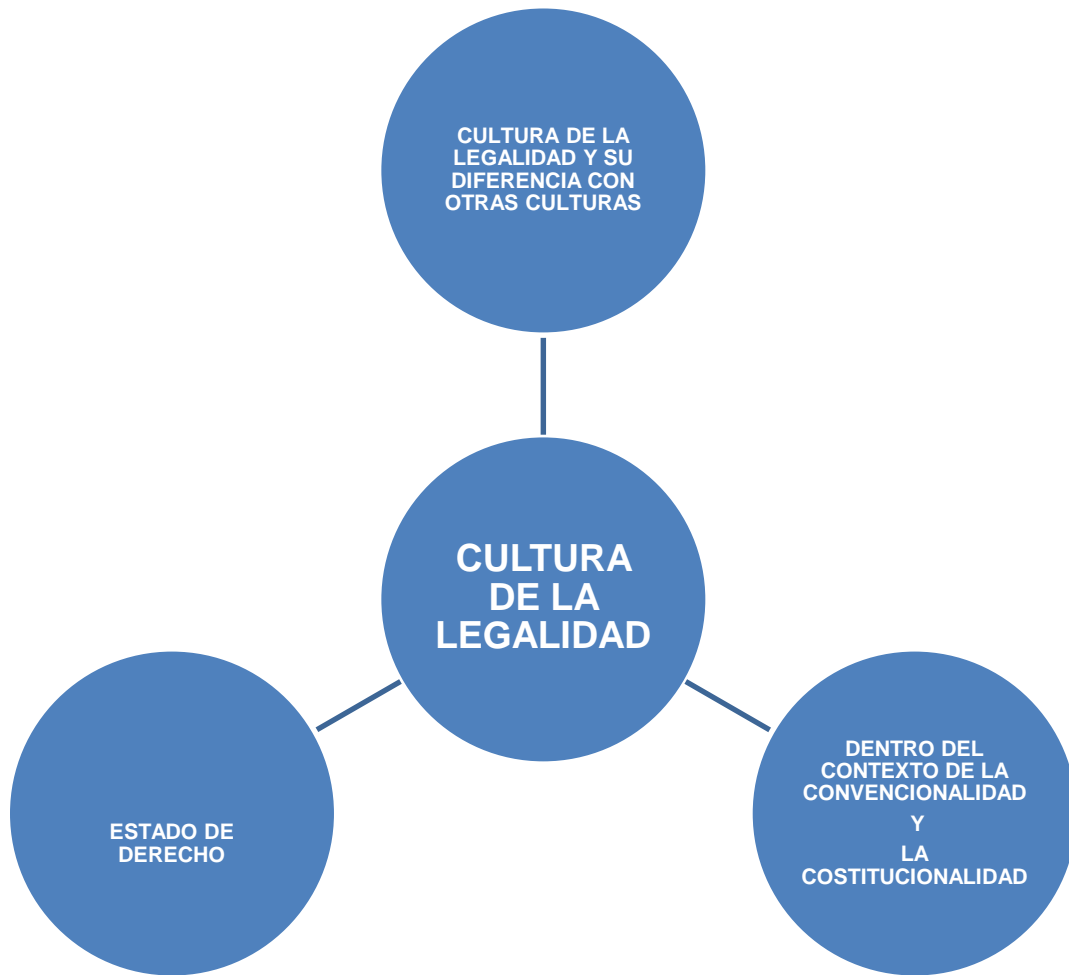 CULTURA DE LA
LEGALIDAD Y SU
DIFERENCIA CON
OTRAS CULTURAS
CULTURA
DE LA
LEGALIDAD
DENTRO DEL
CONTEXTO DE LA
CONVENCIONALIDAD
Y
LA
COSTITUCIONALIDAD
ESTADO DE
DERECHO